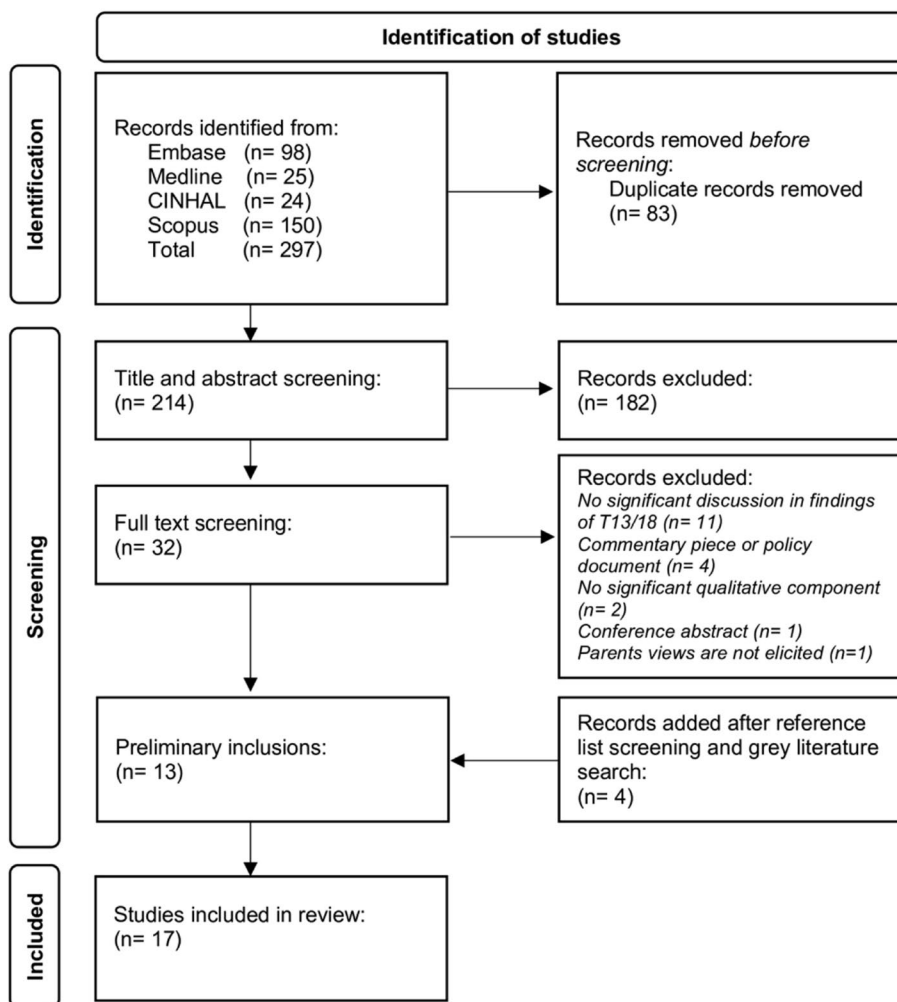 Identification of studies
Identification
Records identified from:
Embase (n= 98)
Medline (n= 25)
CINHAL (n= 24)
Scopus (n= 150)
Total (n= 297)
Records removed before
screening:
Duplicate records removed
(n= 83)
Screening
Title and abstract screening:
(n= 214)
Records excluded:
(n= 182)
Full text screening:
(n= 32)
Records excluded:
No significant discussion in findings
of T13/18 (n= 11)
Commentary piece or policy
document (n= 4)
No significant qualitative component
(n= 2)
Conference abstract (n= 1)
Parents views are not elicited (n=1)
Preliminary inclusions:
(n= 13)
Records added after reference
list screening and grey literature
search:
(n= 4)
Included
Studies included in review:
(n= 17)